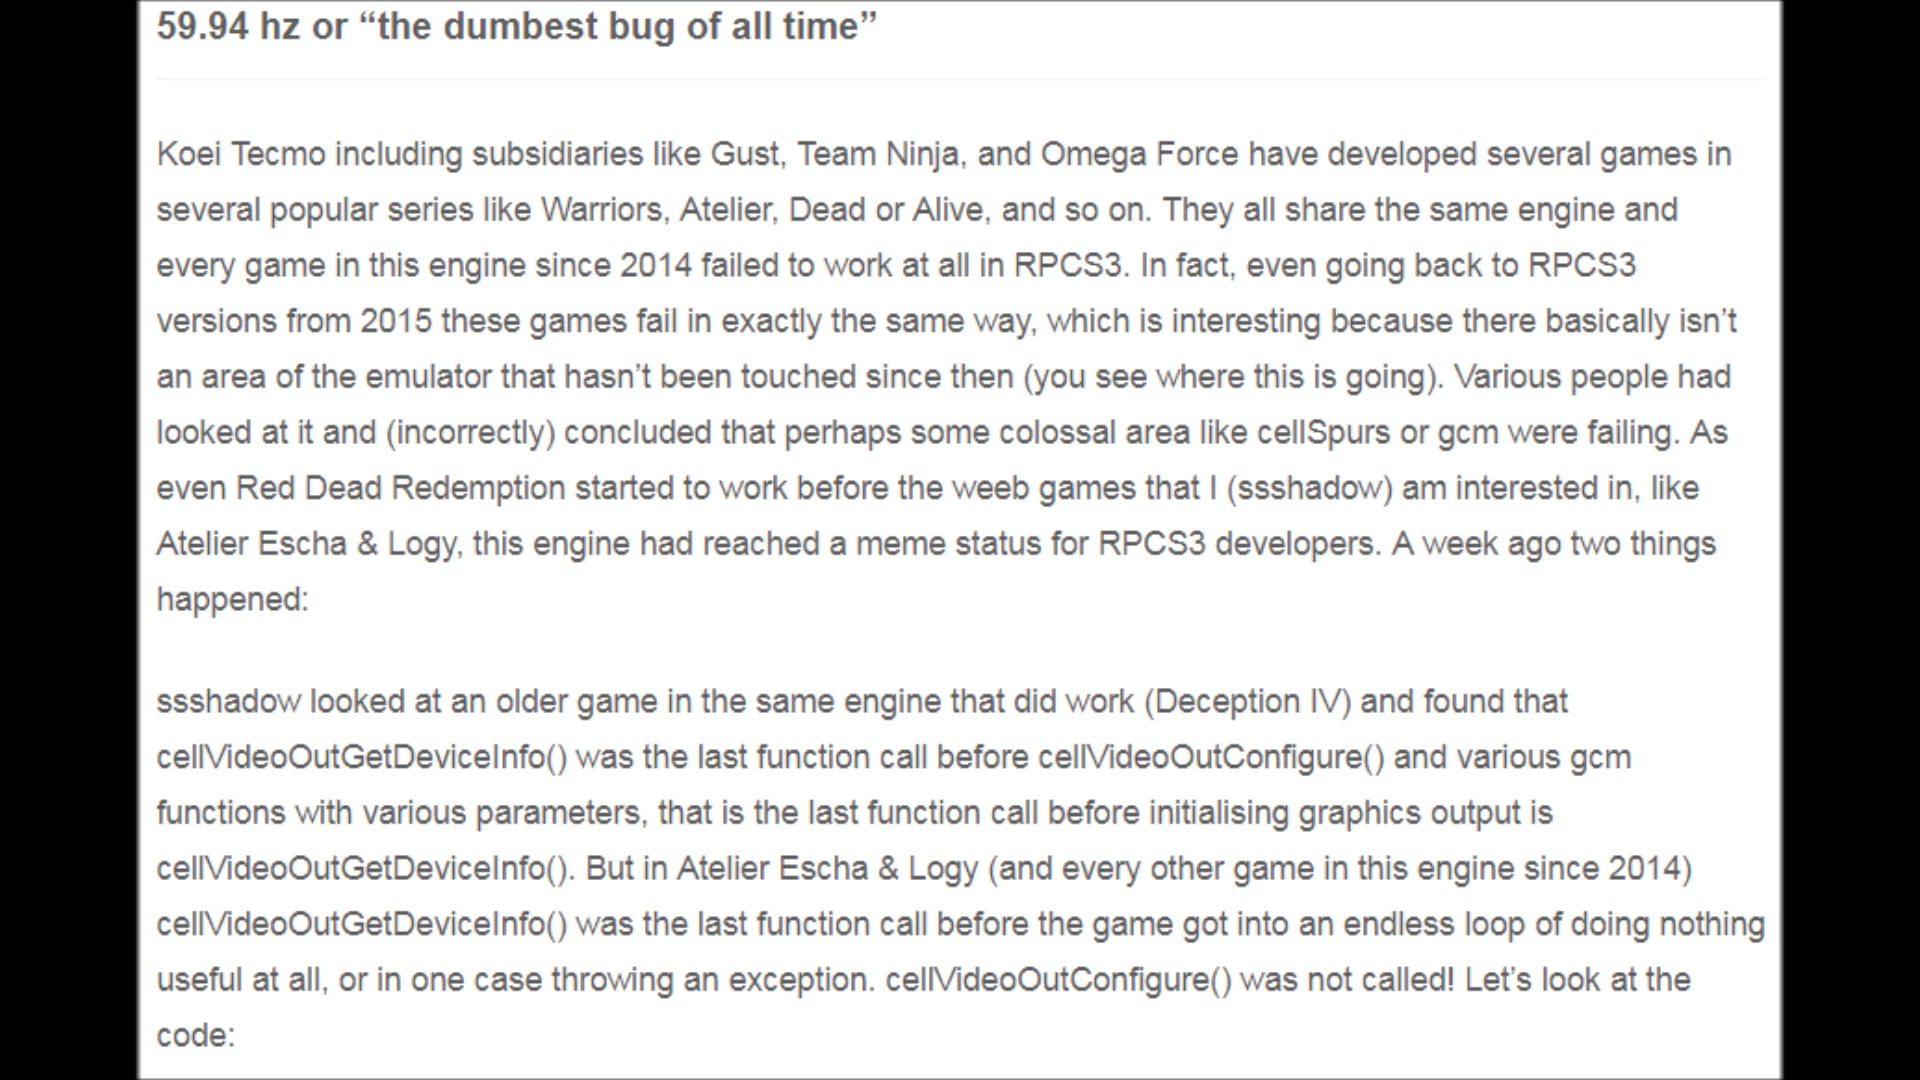 59.94 hz or “the dumbest bug of all time”
Koei Tecmo including subsidiaries like Gust, Team Ninja, and Omega Force have developed several games in
several popular series like Warriors, Atelier, Dead or Alive, and so on. They all share the same engine and
every game in this engine since 2014 failed to work at all in RPCS3. In fact, even going back to RPCS3
versions from 2015 these games fail in exactly the same way, which is interesting because there basically isn’t
an area of the emulator that hasn’t been touched since then (you see where this is going). Various people had
looked at it and (incorrectly) concluded that perhaps some colossal area like cellSpurs or gcm were failing. As
even Red Dead Redemption started to work before the weeb games that I (ssshadow) am interested in, like
Atelier Escha & Logy, this engine had reached a meme status for RPCS3 developers. A week ago two things
happened:
ssshadow looked at an older game in the same engine that did work (Deception IV) and found that
cellVideoOutGetDeviceInfo() was the last function call before cellVideoOutConfigure() and various gcm
functions with various parameters, that is the last function call before initialising graphics output is
cellVideoOutGetDeviceInfo(). But in Atelier Escha & Logy (and every other game in this engine since 2014)
cellVideoOutGetDeviceInfo() was the last function call before the game got into an endless loop of doing nothing
useful at all, or in one case throwing an exception. cellVideoOutConfigure() was not called! Let’s look at the
code: